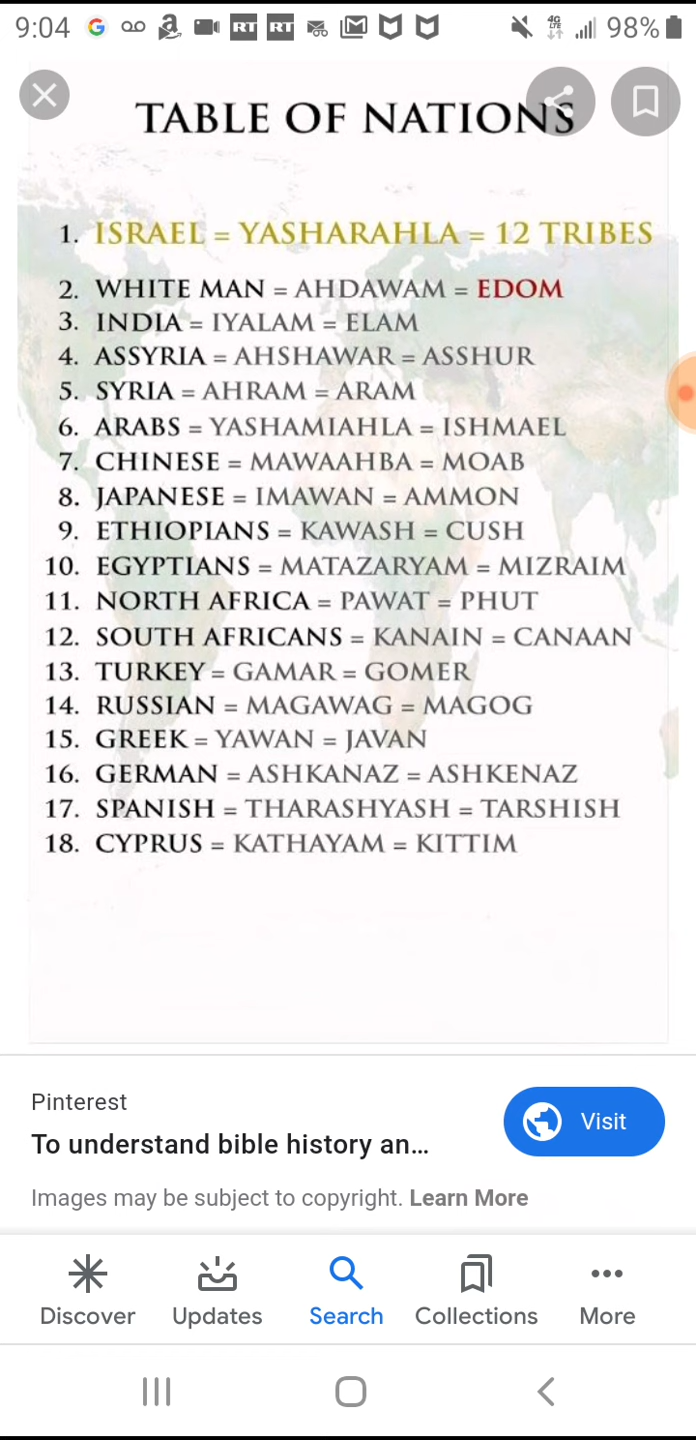 9:04 RT RT 4G LTE 98%
TABLE OF NATIONS
1. ISRAEL = YASHARAHLA = 12 TRIBES
2. WHITE MAN = AHDAWAM = EDOM
3. INDIA = IYALAM = ELAM
4. ASSYRIA = AHSHAWAR = ASSHUR
5. SYRIA = AHRAM = ARAM
6. ARABS = YASHAMIAHLA = ISHMAEL
7. CHINESE = MAWAAHBA = MOAB
8. JAPANESE = IMAWAN = AMMON
9. ETHIOPIANS = KAWASH = CUSH
10. EGYPTIANS = MATAZARYAM = MIZRAIM
11. NORTH AFRICA = PAWAT = PHUT
12. SOUTH AFRICANS = KANAIN = CANAAN
13. TURKEY = GAMAR = GOMER
14. RUSSIAN = MAGAWAG = MAGOG
15. GREEK = YAWAN = JAVAN
16. GERMAN = ASHKANAZ = ASHKENAZ
17. SPANISH = THARASHYASH = TARSHISH
18. CYPRUS = KATHAYAM = KITTIM
Pinterest
To understand bible history an...
Visit
Images may be subject to copyright. Learn More
Discover Updates Search Collections More